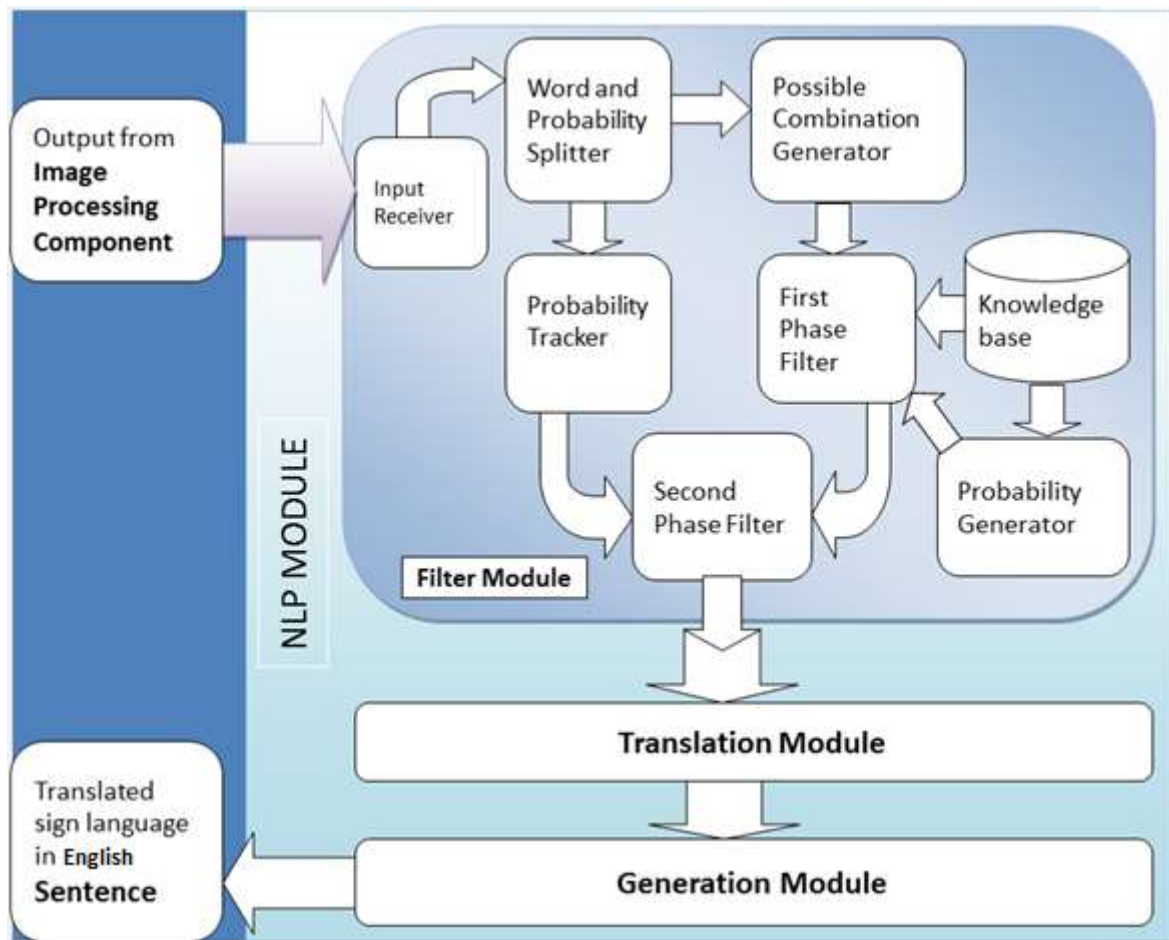 Output from
Image
Processing
Component
Input
Receiver
Word and
Probability
Splitter
Possible
Combination
Generator
Probability
Tracker
First
Phase
Filter
Knowledge
base
Second
Phase Filter
Probability
Generator
Filter Module
NLP MODULE
Translation Module
Generation Module
Translated
sign language
in English
Sentence